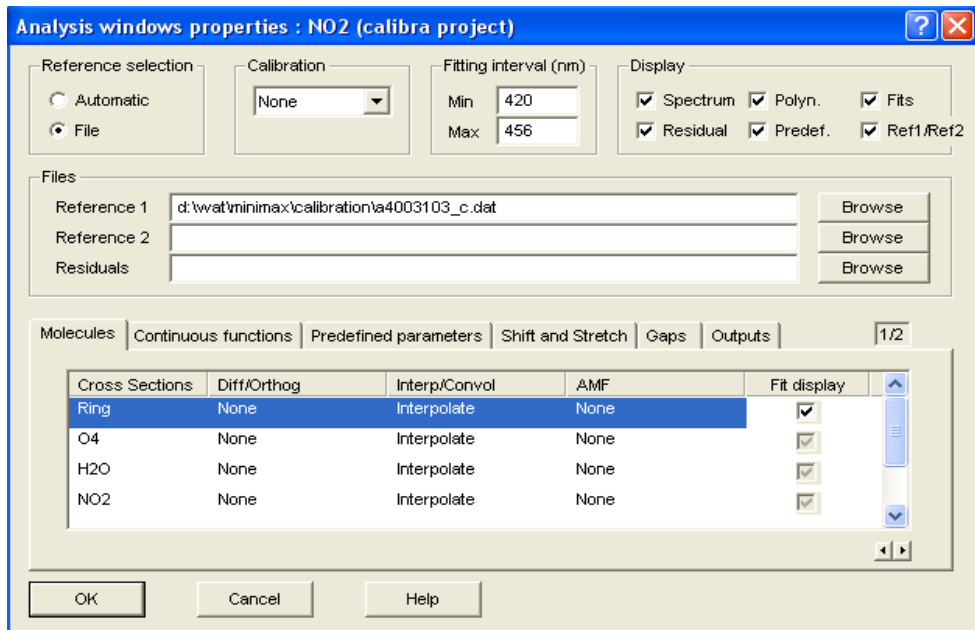 Analysis windows properties : NO2 (calibra project)
Reference selection
Automatic
File
Calibration
None
Fitting interval (nm)
Min 420
Max 456
Display
Spectrum Polyn. Fits
Residual Predef. Ref1/Ref2
Files
Reference 1 d:\wat\minimax\calibration\a4003103_c.dat Browse
Reference 2 Browse
Residuals Browse
Molecules Continuous functions Predefined parameters Shift and Stretch Gaps Outputs 1/2
Cross Sections Diff/Orthog Interp/Convol AMF Fit display
Ring None Interpolate None
O4 None Interpolate None
H2O None Interpolate None
NO2 None Interpolate None
OK Cancel Help